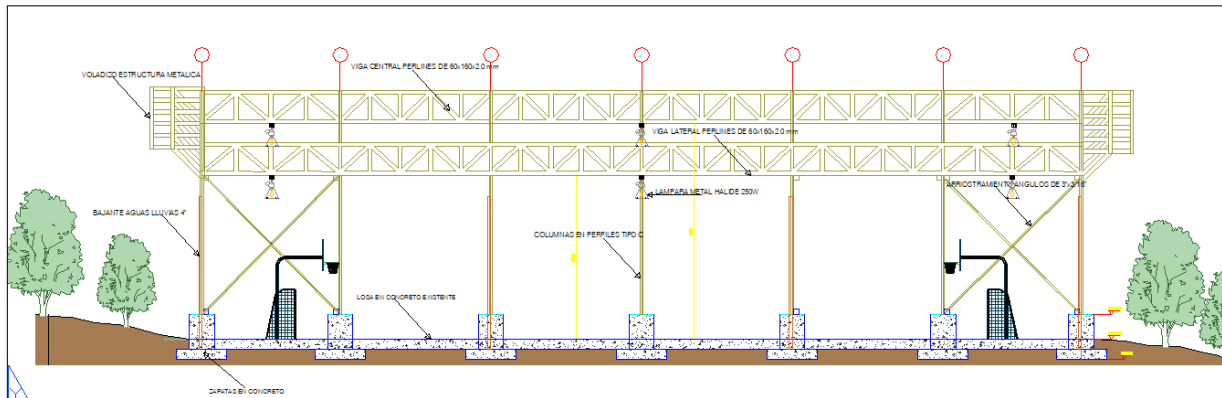 VIGA CENTRAL PERLINES DE 60x160x2.0 mm
VOLADIZO ESTRUCTURA METALICA
VIGA LATERAL PERLINES DE 60x160x2.0 mm
ARRIOSTRAMIENTO ANGULOS DE 3"x3/16"
LAMPARA METAL HALIDE 250W
BAJANTE AGUAS LLUVIAS 4"
COLUMNAS EN PERFILES TIPO C
LOSA EN CONCRETO EXISTENTE
ZAPATAS EN CONCRETO